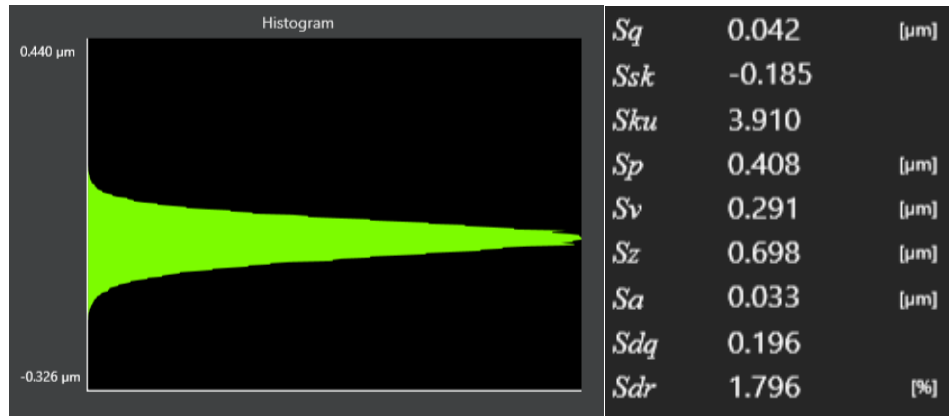 Histogram
0.440 µm
-0.326 µm
Sq 0.042 [µm]
Ssk -0.185
Sku 3.910
Sp 0.408 [µm]
Sv 0.291 [µm]
Sz 0.698 [µm]
Sa 0.033 [µm]
Sdq 0.196
Sdr 1.796 [%]